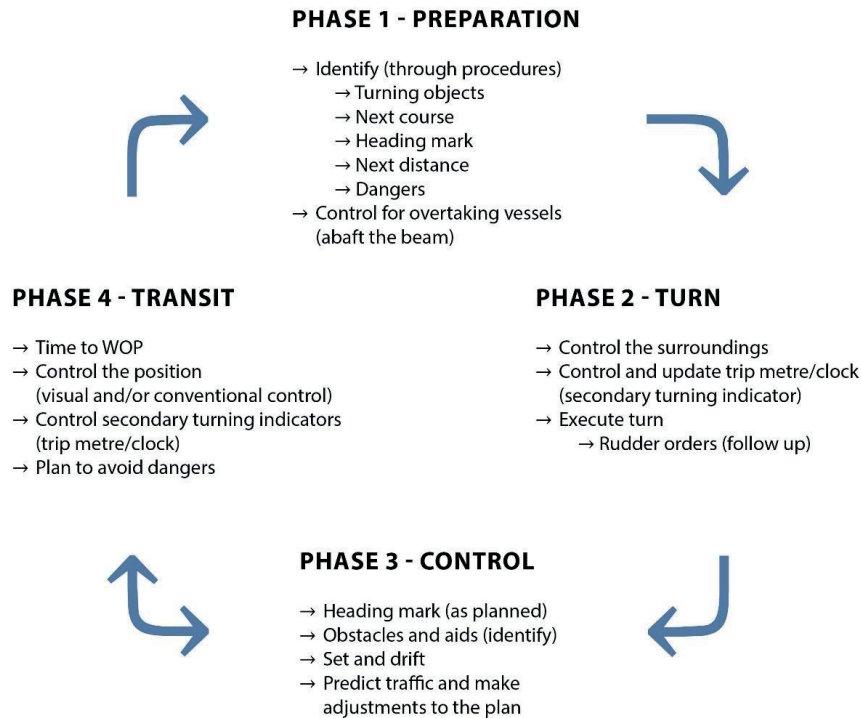 PHASE 1 - PREPARATION
→ Identify (through procedures)
→ Turning objects
→ Next course
→ Heading mark
→ Next distance
→ Dangers
→ Control for overtaking vessels
(abaft the beam)
PHASE 2 - TURN
→ Control the surroundings
→ Control and update trip metre/clock
(secondary turning indicator)
→ Execute turn
→ Rudder orders (follow up)
PHASE 3 - CONTROL
→ Heading mark (as planned)
→ Obstacles and aids (identify)
→ Set and drift
→ Predict traffic and make
adjustments to the plan
PHASE 4 - TRANSIT
→ Time to WOP
→ Control the position
(visual and/or conventional control)
→ Control secondary turning indicators
(trip metre/clock)
→ Plan to avoid dangers